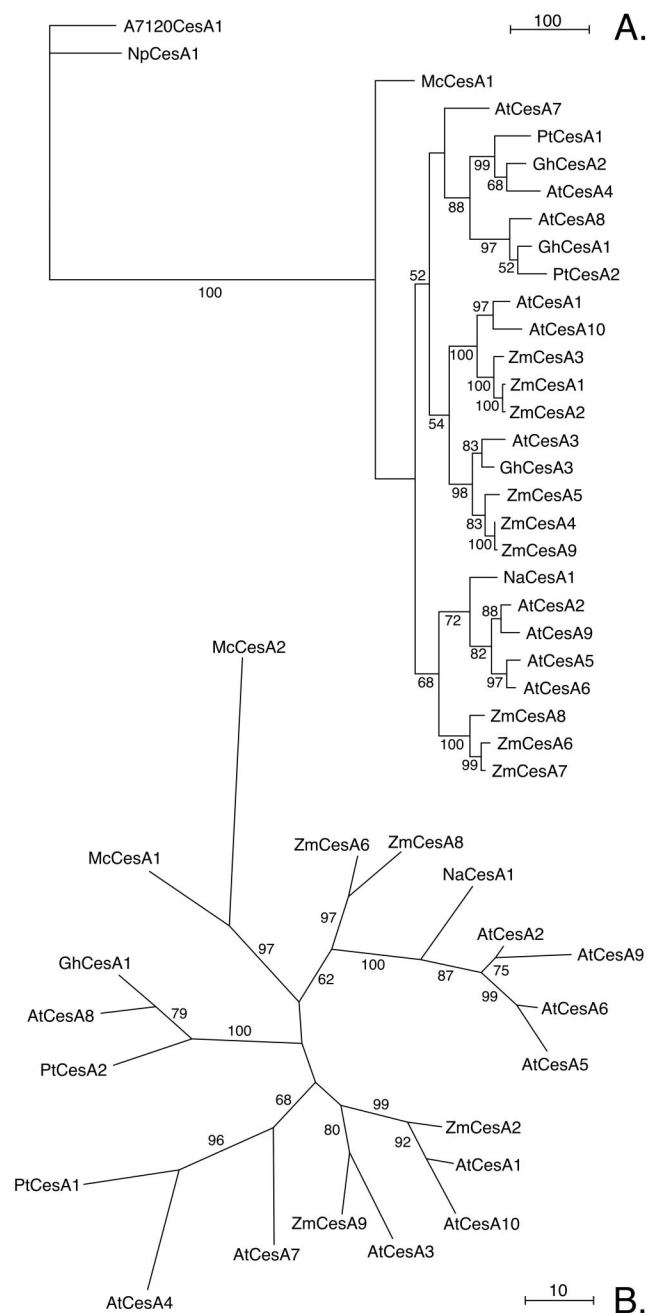 A7120CesA1
100
A.
NpCesA1
McCesA1
AtCesA7
PtCesA1
99
GhCesA2
68
AtCesA4
88
AtCesA8
97
GhCesA1
52
PtCesA2
52
100
97
AtCesA1
AtCesA10
100
ZmCesA3
100
ZmCesA1
100
ZmCesA2
54
83
AtCesA3
GhCesA3
98
ZmCesA5
83
ZmCesA4
100
ZmCesA9
NaCesA1
72
88
AtCesA2
AtCesA9
82
AtCesA5
97
AtCesA6
68
ZmCesA8
100
ZmCesA6
99
ZmCesA7
McCesA2
McCesA1
ZmCesA6
ZmCesA8
NaCesA1
97
97
AtCesA2
AtCesA9
GhCesA1
100
87
75
62
99
AtCesA6
AtCesA8
79
100
AtCesA5
PtCesA2
68
99
80
ZmCesA2
92
96
AtCesA1
PtCesA1
AtCesA10
ZmCesA9
AtCesA3
AtCesA7
AtCesA4
10
B.